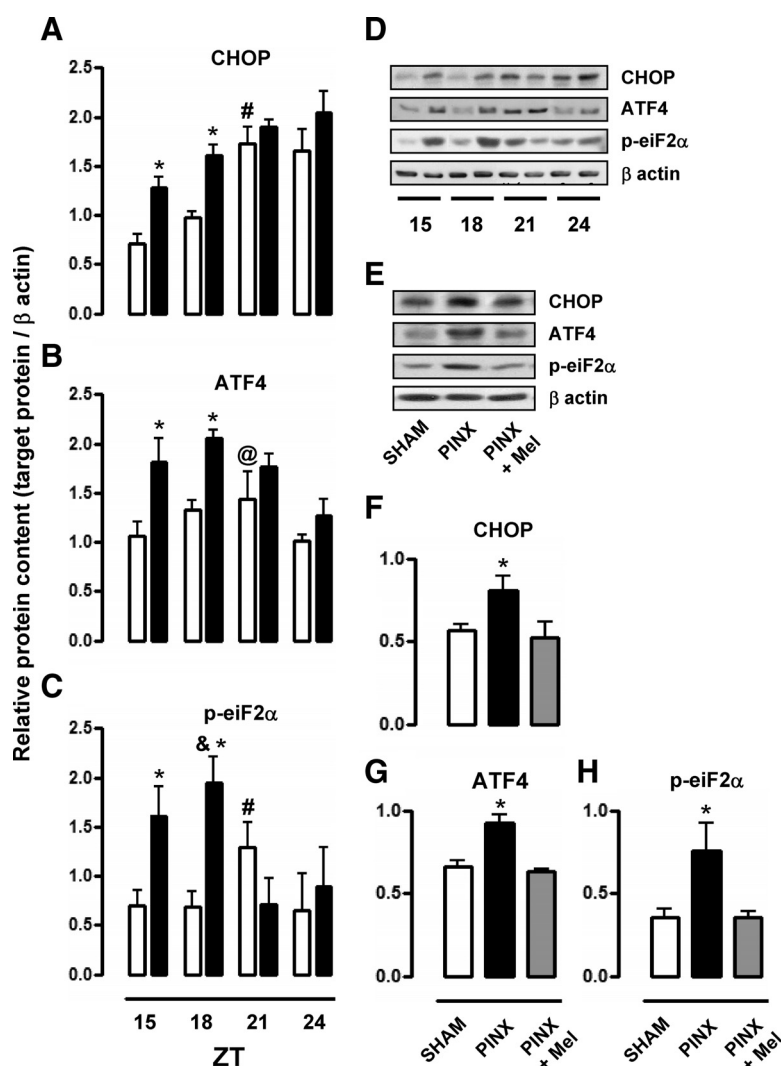 A
CHOP
2.5
2.0
1.5
1.0
0.5
0.0
#
*
*
B
ATF4
2.5
2.0
1.5
1.0
0.5
0.0
*
*
@
C
p-eiF2α
2.5
2.0
1.5
1.0
0.5
0.0
*
& *
#
15 18 21 24
ZT
Relative protein content (target protein / β actin)
D
CHOP
ATF4
p-eiF2α
β actin
15 18 21 24
E
CHOP
ATF4
p-eiF2α
β actin
SHAM
PINX
PINX
+ Mel
F
CHOP
1.0
0.5
0.0
*
G
ATF4
1.0
0.5
0.0
*
SHAM
PINX
PINX
+ Mel
H
p-eiF2α
1.0
0.5
0.0
*
SHAM
PINX
PINX
+ Mel